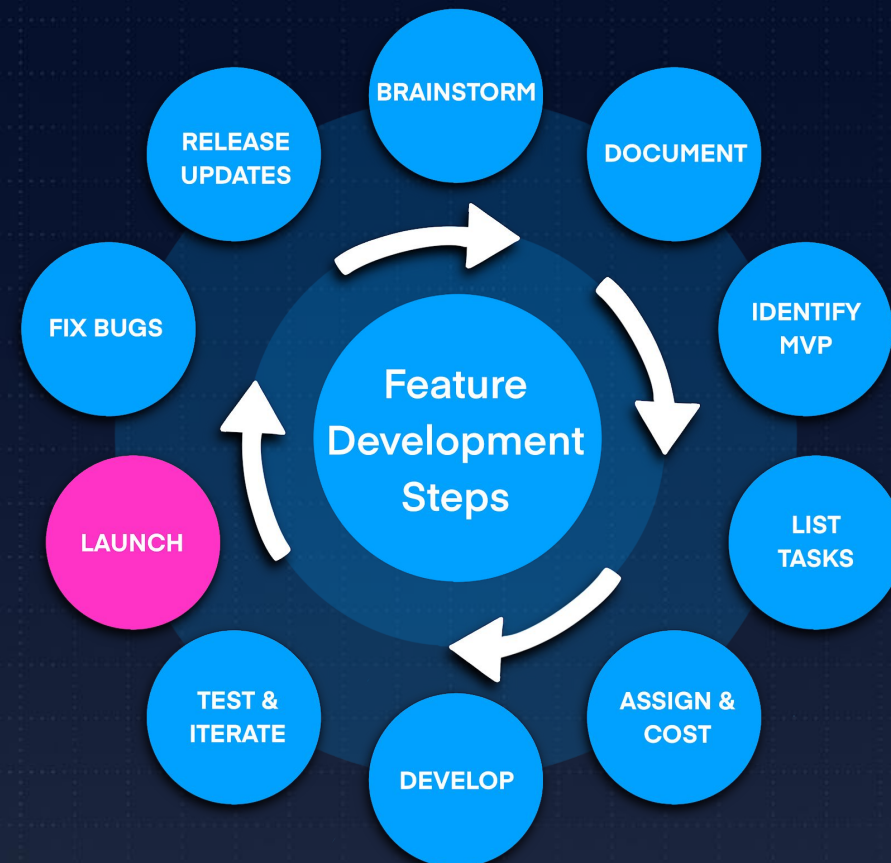 BRAINSTORM
DOCUMENT
IDENTIFY
MVP
LIST
TASKS
ASSIGN &
COST
DEVELOP
TEST &
ITERATE
LAUNCH
FIX BUGS
RELEASE
UPDATES
Feature
Development
Steps